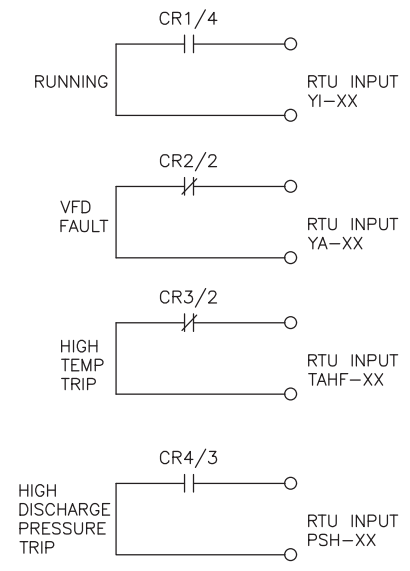 CR1/4
RUNNING
RTU INPUT
YI-XX
CR2/2
VFD
FAULT
RTU INPUT
YA-XX
CR3/2
HIGH
TEMP
TRIP
RTU INPUT
TAHF-XX
CR4/3
HIGH
DISCHARGE
PRESSURE
TRIP
RTU INPUT
PSH-XX